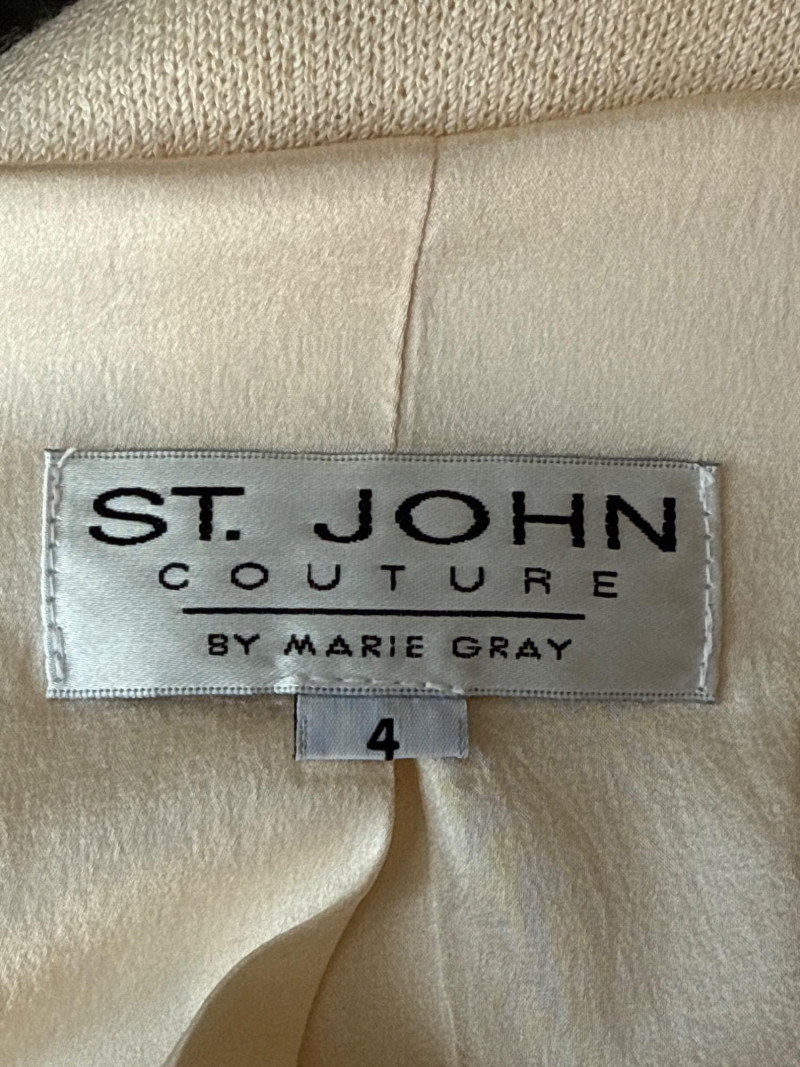 ST. JOHN
COUTURE
BY MARIE GRAY
4